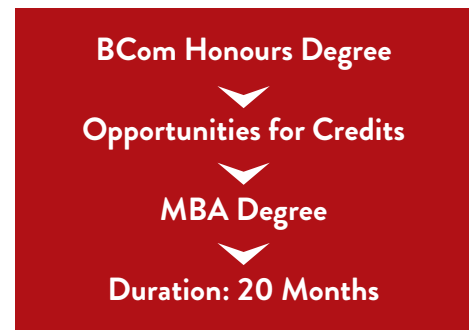 BCom Honours Degree
Opportunities for Credits
MBA Degree
Duration: 20 Months